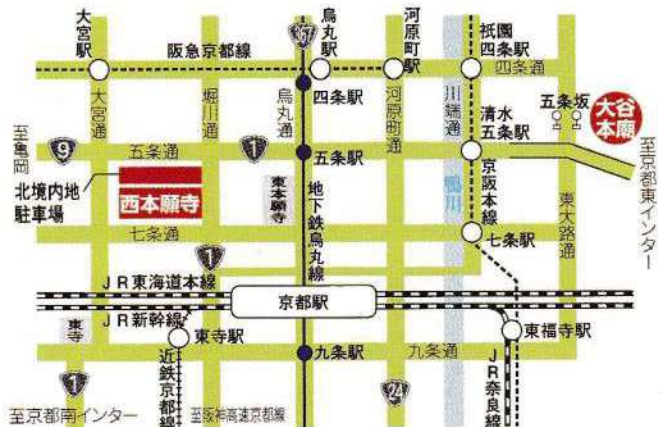 大宮駅
阪急京都線
367
烏丸駅
河原町駅
祇園
四条駅
四条通
四条駅
大宮通
堀川通
烏丸通
河原町通
川端通
清水
五条駅
五条坂
大谷
本廟
至亀岡
9
五条通
1
五条駅
至京都東インター
北境内地
駐車場
西本願寺
東本願寺
地下鉄烏丸線
鴨川
京阪本線
東大路通
七条通
七条駅
1
JR東海道本線
京都駅
JR新幹線
東寺
東寺駅
東福寺駅
九条駅
九条通
近鉄京都線
JR奈良線
1
24
至京都南インター
至阪神高速京都線